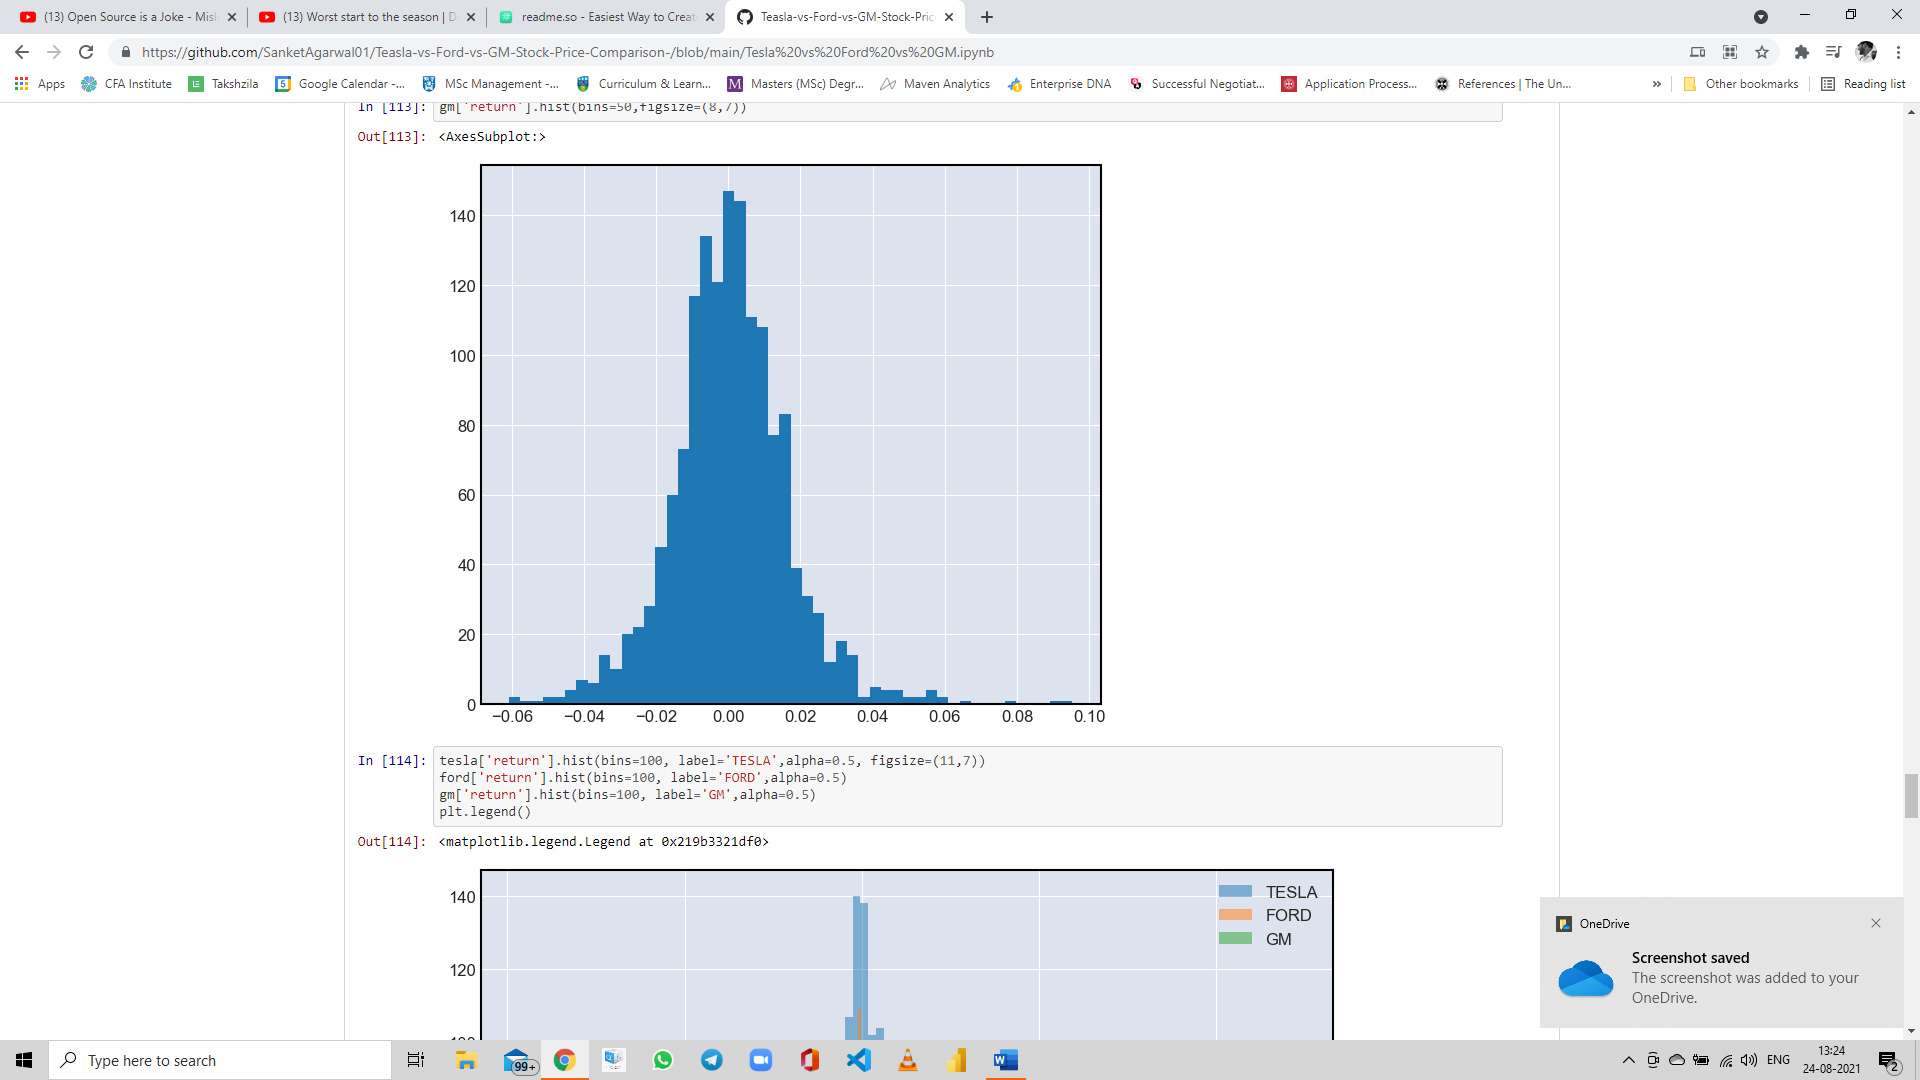 (13) Open Source is a Joke - Misl
(13) Worst start to the season | D
readme.so - Easiest Way to Creat
Teasla-vs-Ford-vs-GM-Stock-Pric
https://github.com/SanketAgarwal01/Teasla-vs-Ford-vs-GM-Stock-Price-Comparison-/blob/main/Tesla%20vs%20Ford%20vs%20GM.ipynb
Apps
CFA Institute
Takshzila
Google Calendar -...
MSc Management -...
Curriculum & Learn...
Masters (MSc) Degr...
Maven Analytics
Enterprise DNA
Successful Negotiat...
Application Process...
References | The Un...
»
Other bookmarks
Reading list
In [113]: gm['return'].hist(bins=50,figsize=(8,7))
Out[113]: <AxesSubplot:>
140
120
100
80
60
40
20
0
−0.06 −0.04 −0.02 0.00 0.02 0.04 0.06 0.08 0.10
In [114]: tesla['return'].hist(bins=100, label='TESLA',alpha=0.5, figsize=(11,7))
ford['return'].hist(bins=100, label='FORD',alpha=0.5)
gm['return'].hist(bins=100, label='GM',alpha=0.5)
plt.legend()
Out[114]: <matplotlib.legend.Legend at 0x219b3321df0>
140
120
TESLA
FORD
GM
OneDrive
Screenshot saved
The screenshot was added to your
OneDrive.
Type here to search
99+
ENG
13:24
24-08-2021
2